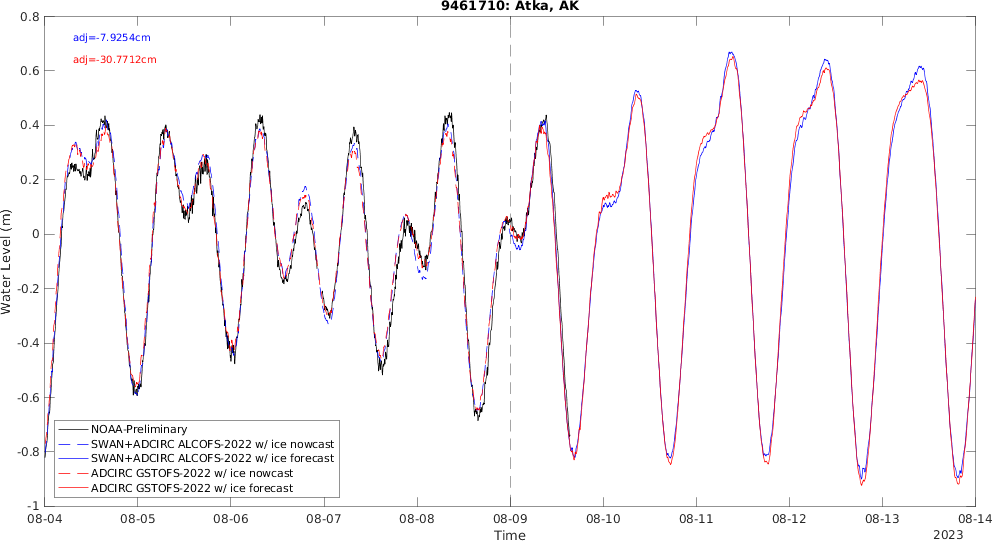 9461710: Atka, AK
adj=-7.9254cm
adj=-30.7712cm
Water Level (m)
0.8
0.6
0.4
0.2
0
-0.2
-0.4
-0.6
-0.8
-1
NOAA-Preliminary
SWAN+ADCIRC ALCOFS-2022 w/ ice nowcast
SWAN+ADCIRC ALCOFS-2022 w/ ice forecast
ADCIRC GSTOFS-2022 w/ ice nowcast
ADCIRC GSTOFS-2022 w/ ice forecast
08-04 08-05 08-06 08-07 08-08 08-09 08-10 08-11 08-12 08-13 08-14
Time
2023